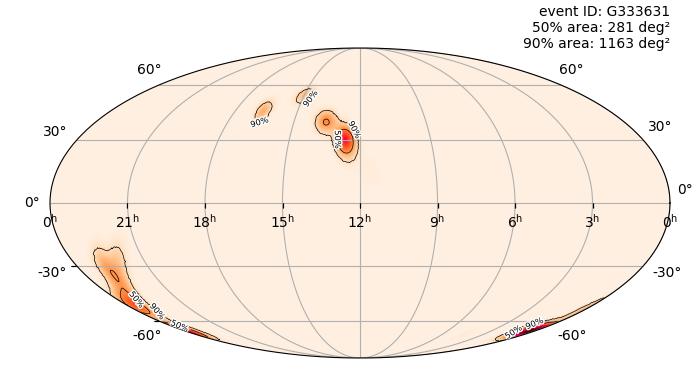 event ID: G333631
50% area: 281 deg²
90% area: 1163 deg²
60° 60°
90%
90%
30° 50% 90% 30°
0° 0°
0h 21h 18h 15h 12h 9h 6h 3h 0h
-30° -30°
50% 90%
50% 50% 90%
-60° -60°